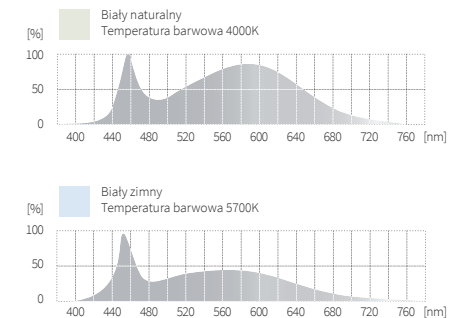 Biały naturalny
Temperatura barwowa 4000K
[%]
100
50
0
400 440 480 520 560 600 640 680 720 760 [nm]
Biały zimny
Temperatura barwowa 5700K
[%]
100
50
0
400 440 480 520 560 600 640 680 720 760 [nm]